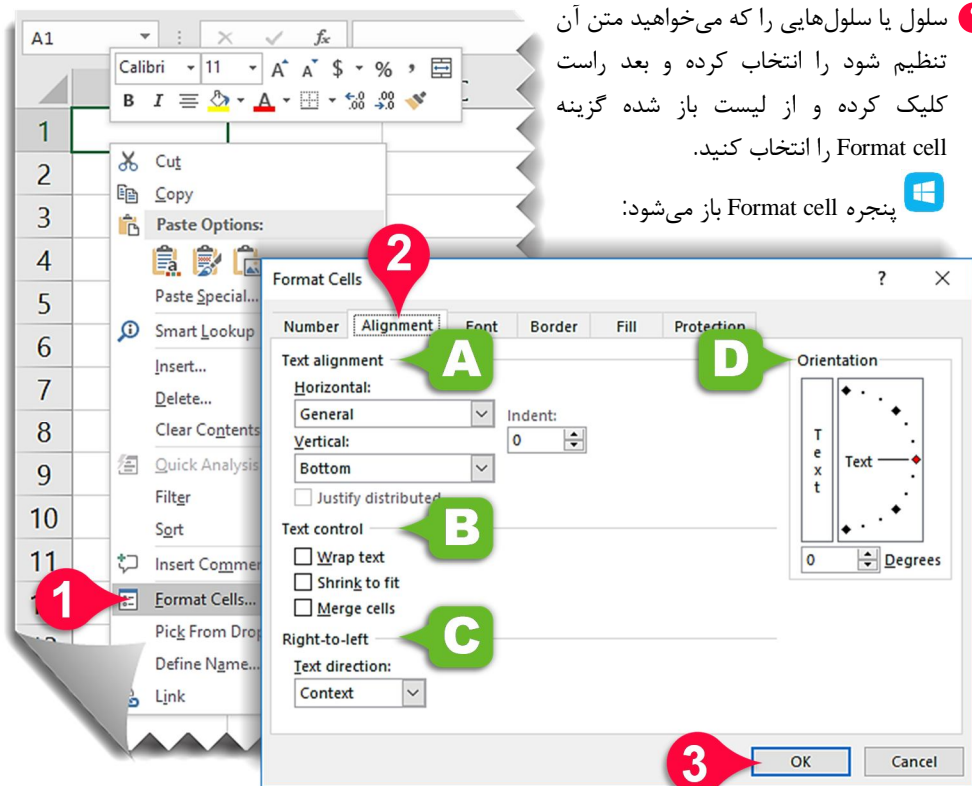 سلول یا سلول‌هایی را که می‌خواهید متن آن
تنظیم شود را انتخاب کرده و بعد راست
کلیک کرده و از لیست باز شده گزینه
Format cell را انتخاب کنید.
پنجره Format cell باز می‌شود:
A1
fx
Calibri 11 A A $ % ,
B I A .00 .00
1
2
3
4
5
6
7
8
9
10
11
Cut
Copy
Paste Options:
Paste Special...
Smart Lookup
Insert...
Delete...
Clear Contents
Quick Analysis
Filter
Sort
Insert Commen
1
Format Cells...
Pick From Drop
Define Name...
Link
2
Format Cells ?
Number Alignment Font Border Fill Protection
Text alignment A
Horizontal:
General
Indent:
0
Vertical:
Bottom
Justify distributed
Text control B
Wrap text
Shrink to fit
Merge cells
Right-to-left C
Text direction:
Context
D Orientation
Text
Text
0 Degrees
3
OK Cancel